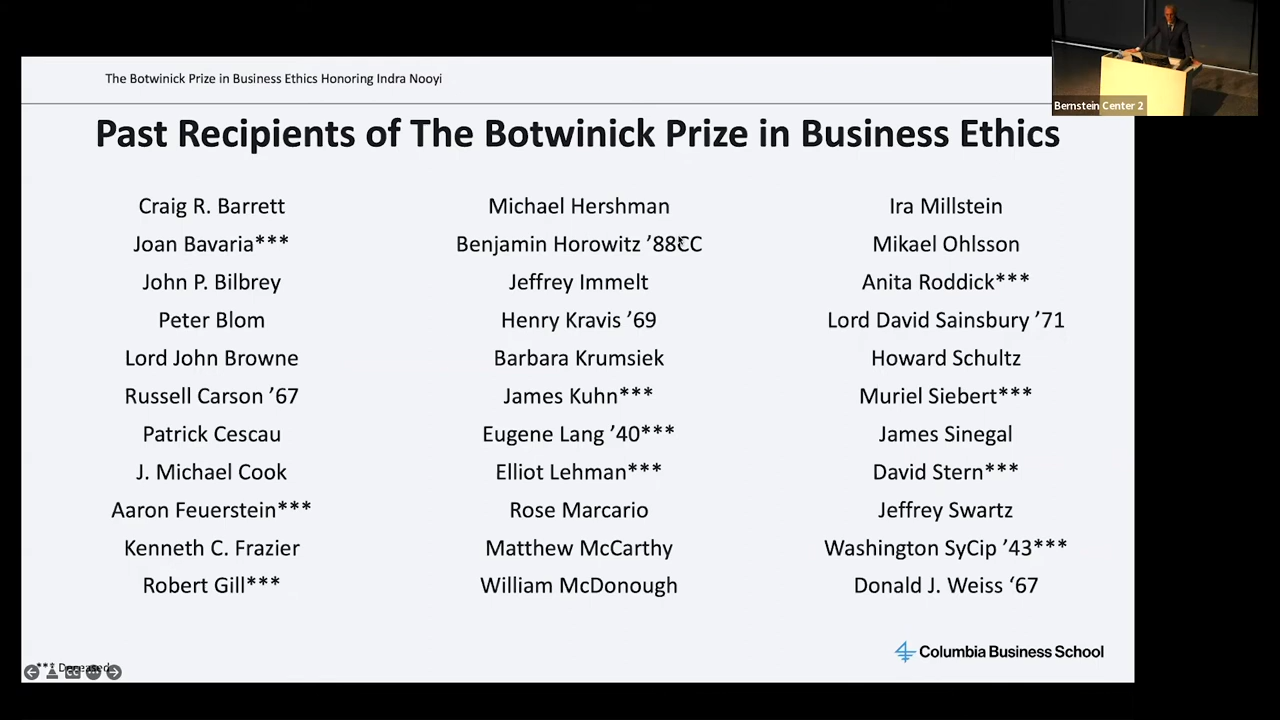 The Botwinick Prize in Business Ethics Honoring Indra Nooyi
Bernstein Center 2
Past Recipients of The Botwinick Prize in Business Ethics
Craig R. Barrett
Joan Bavaria***
John P. Bilbrey
Peter Blom
Lord John Browne
Russell Carson ’67
Patrick Cescau
J. Michael Cook
Aaron Feuerstein***
Kenneth C. Frazier
Robert Gill***
Michael Hershman
Benjamin Horowitz ’88CC
Jeffrey Immelt
Henry Kravis ’69
Barbara Krumsiek
James Kuhn***
Eugene Lang ’40***
Elliot Lehman***
Rose Marcario
Matthew McCarthy
William McDonough
Ira Millstein
Mikael Ohlsson
Anita Roddick***
Lord David Sainsbury ’71
Howard Schultz
Muriel Siebert***
James Sinegal
David Stern***
Jeffrey Swartz
Washington SyCip ’43***
Donald J. Weiss ‘67
*** Deceased
Columbia Business School